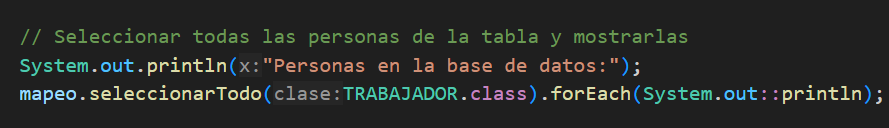 // Seleccionar todas las personas de la tabla y mostrarlas
System.out.println(x:"Personas en la base de datos:");
mapeo.seleccionarTodo(clase:TRABAJADOR.class).forEach(System.out::println);